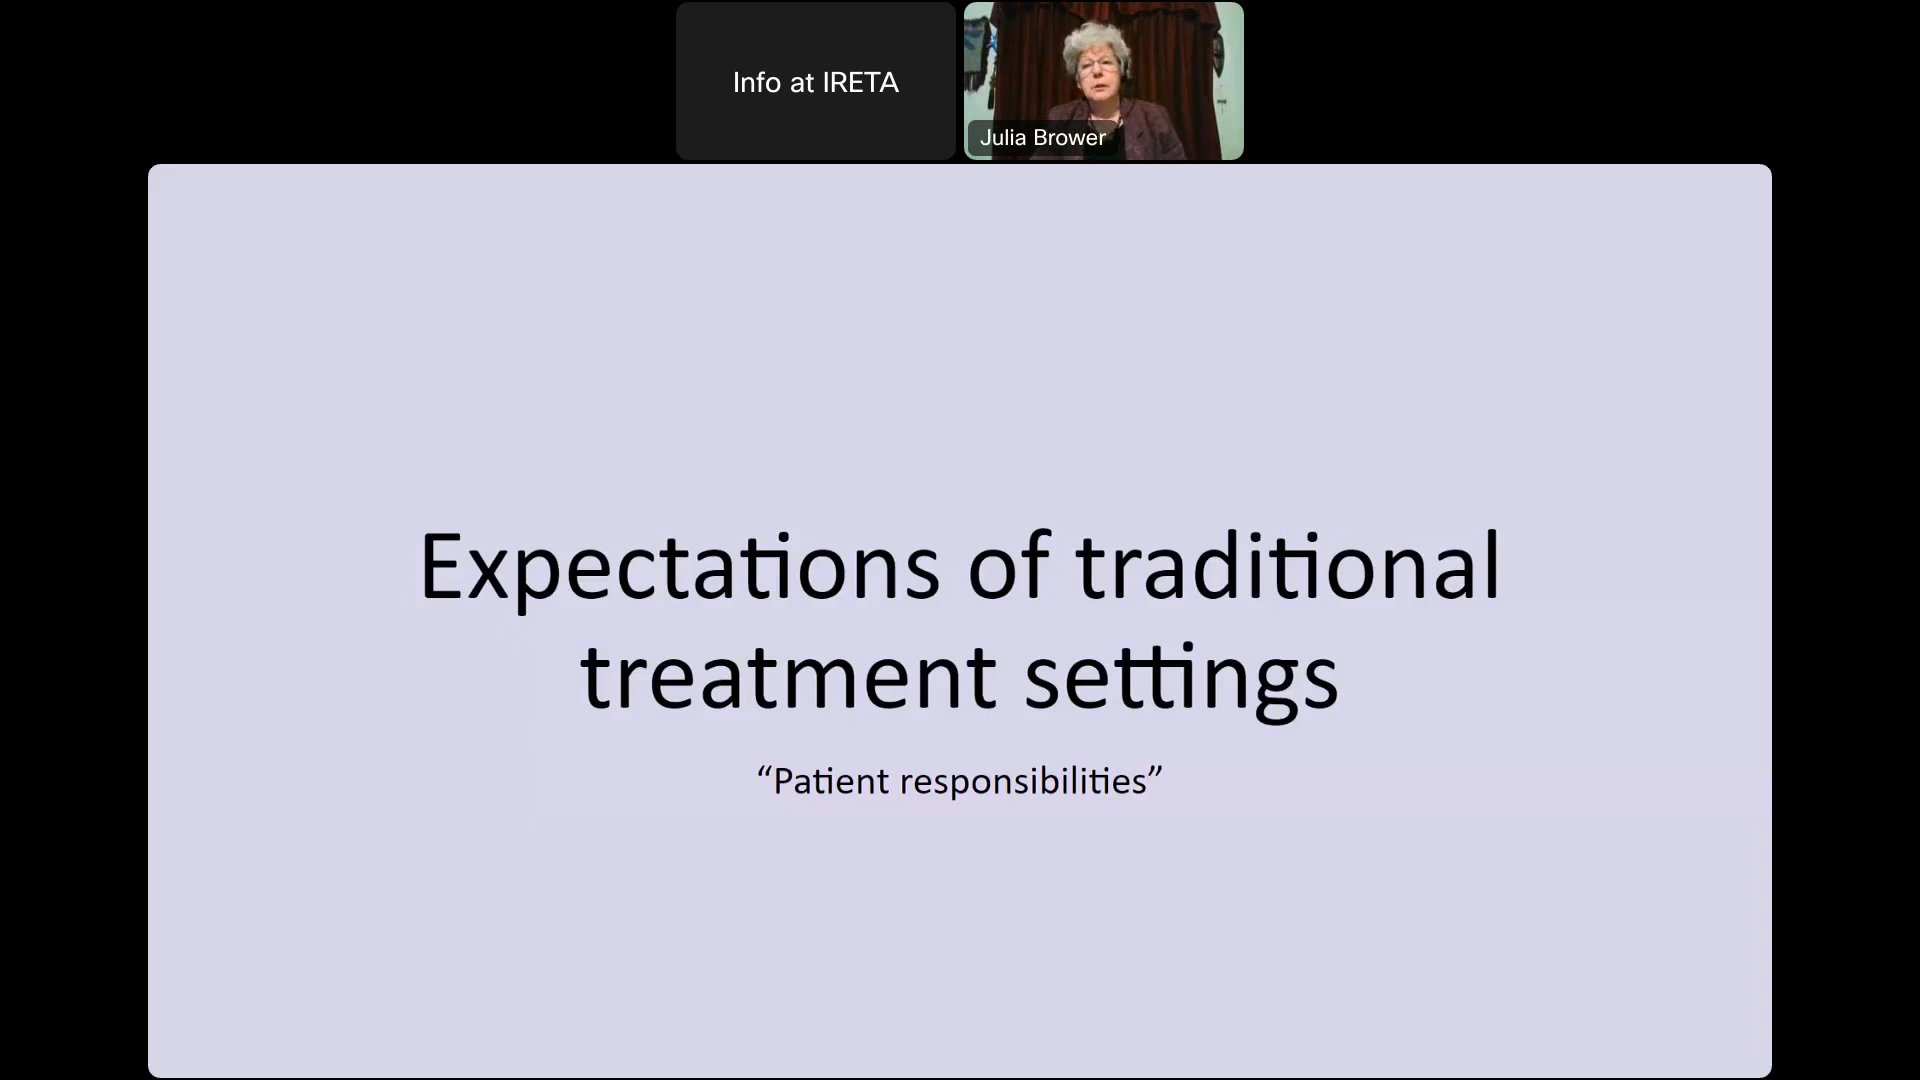 Info at IRETA
Julia Brower
Expectations of traditional
treatment settings
“Patient responsibilities”